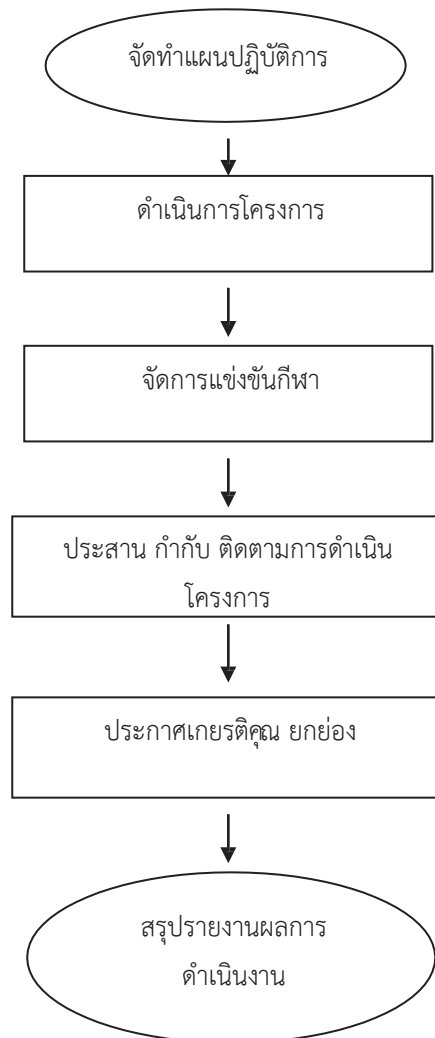 จัดทำแผนปฏิบัติการ
ดำเนินการโครงการ
จัดการแข่งขันกีฬา
ประสาน กำกับ ติดตามการดำเนิน
โครงการ
ประกาศเกยรติคุณ ยกย่อง
สรุปรายงานผลการ
ดำเนินงาน